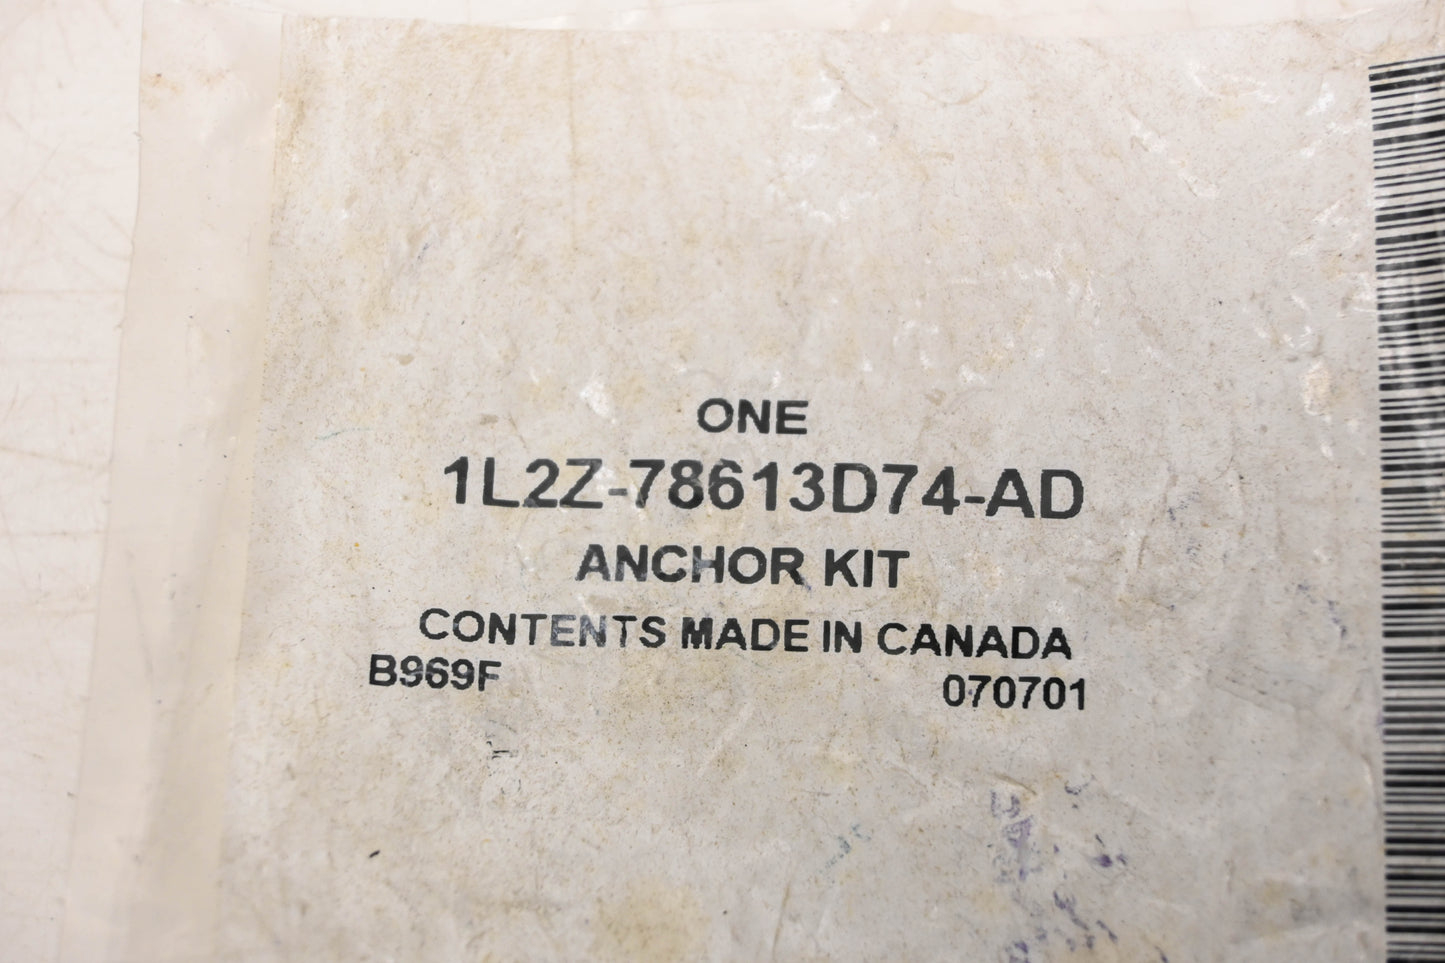 ONE
1L2Z-78613D74-AD
ANCHOR KIT
CONTENTS MADE IN CANADA
B969F 070701